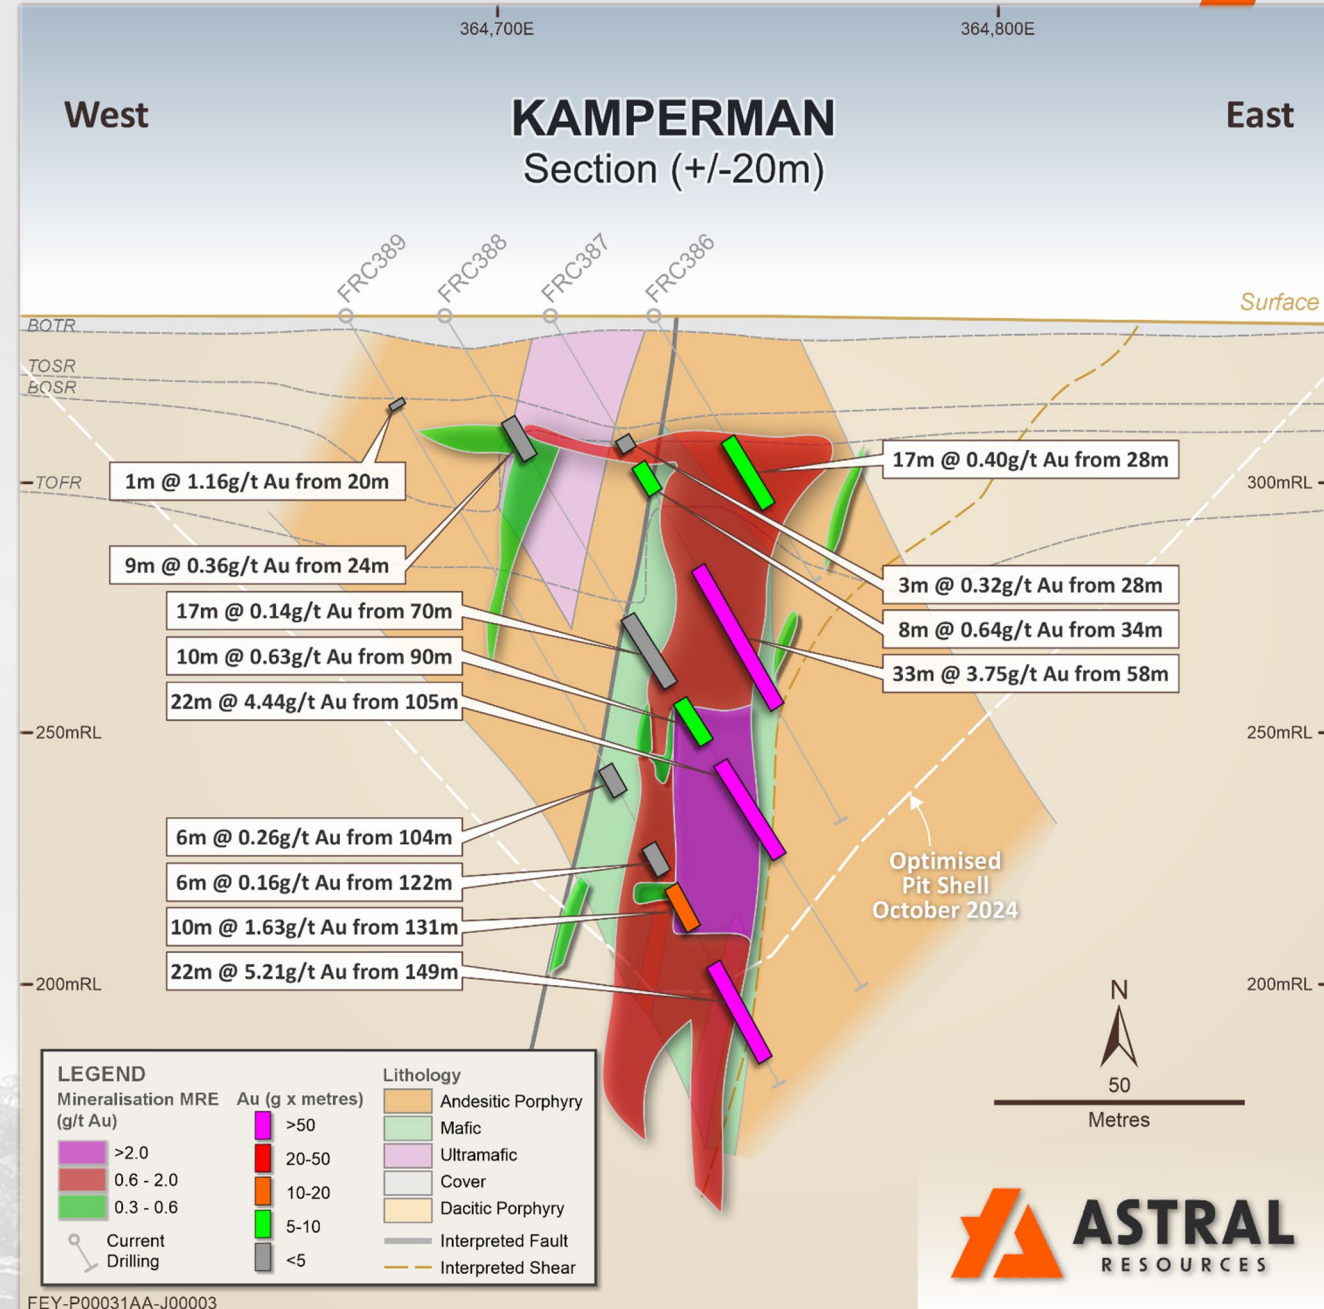 364,700E
364,800E
West
KAMPERMAN
East
Section (+/-20m)
FRC389
FRC388
FRC387
FRC386
Surface
BOTR
TOSR
BOSR
TOFR
1m @ 1.16g/t Au from 20m
9m @ 0.36g/t Au from 24m
17m @ 0.14g/t Au from 70m
10m @ 0.63g/t Au from 90m
22m @ 4.44g/t Au from 105m
6m @ 0.26g/t Au from 104m
6m @ 0.16g/t Au from 122m
10m @ 1.63g/t Au from 131m
22m @ 5.21g/t Au from 149m
17m @ 0.40g/t Au from 28m
3m @ 0.32g/t Au from 28m
8m @ 0.64g/t Au from 34m
33m @ 3.75g/t Au from 58m
300mRL
250mRL
250mRL
200mRL
200mRL
Optimised
Pit Shell
October 2024
N
50
Metres
LEGEND
Mineralisation MRE
(g/t Au)
>2.0
0.6 - 2.0
0.3 - 0.6
Current
Drilling
Au (g x metres)
>50
20-50
10-20
5-10
<5
Lithology
Andesitic Porphyry
Mafic
Ultramafic
Cover
Dacitic Porphyry
Interpreted Fault
Interpreted Shear
ASTRAL
RESOURCES
FEY-P00031AA-J00003